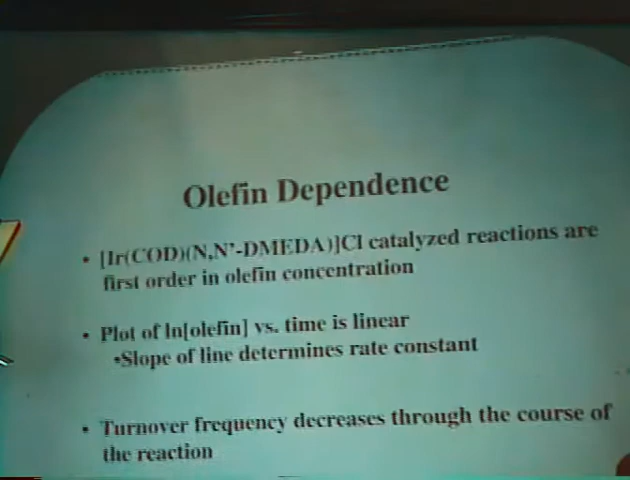 Olefin Dependence
• [Ir(COD)(N,N'-DMEDA)]Cl catalyzed reactions are
first order in olefin concentration
• Plot of ln[olefin] vs. time is linear
•Slope of line determines rate constant
• Turnover frequency decreases through the course of
the reaction